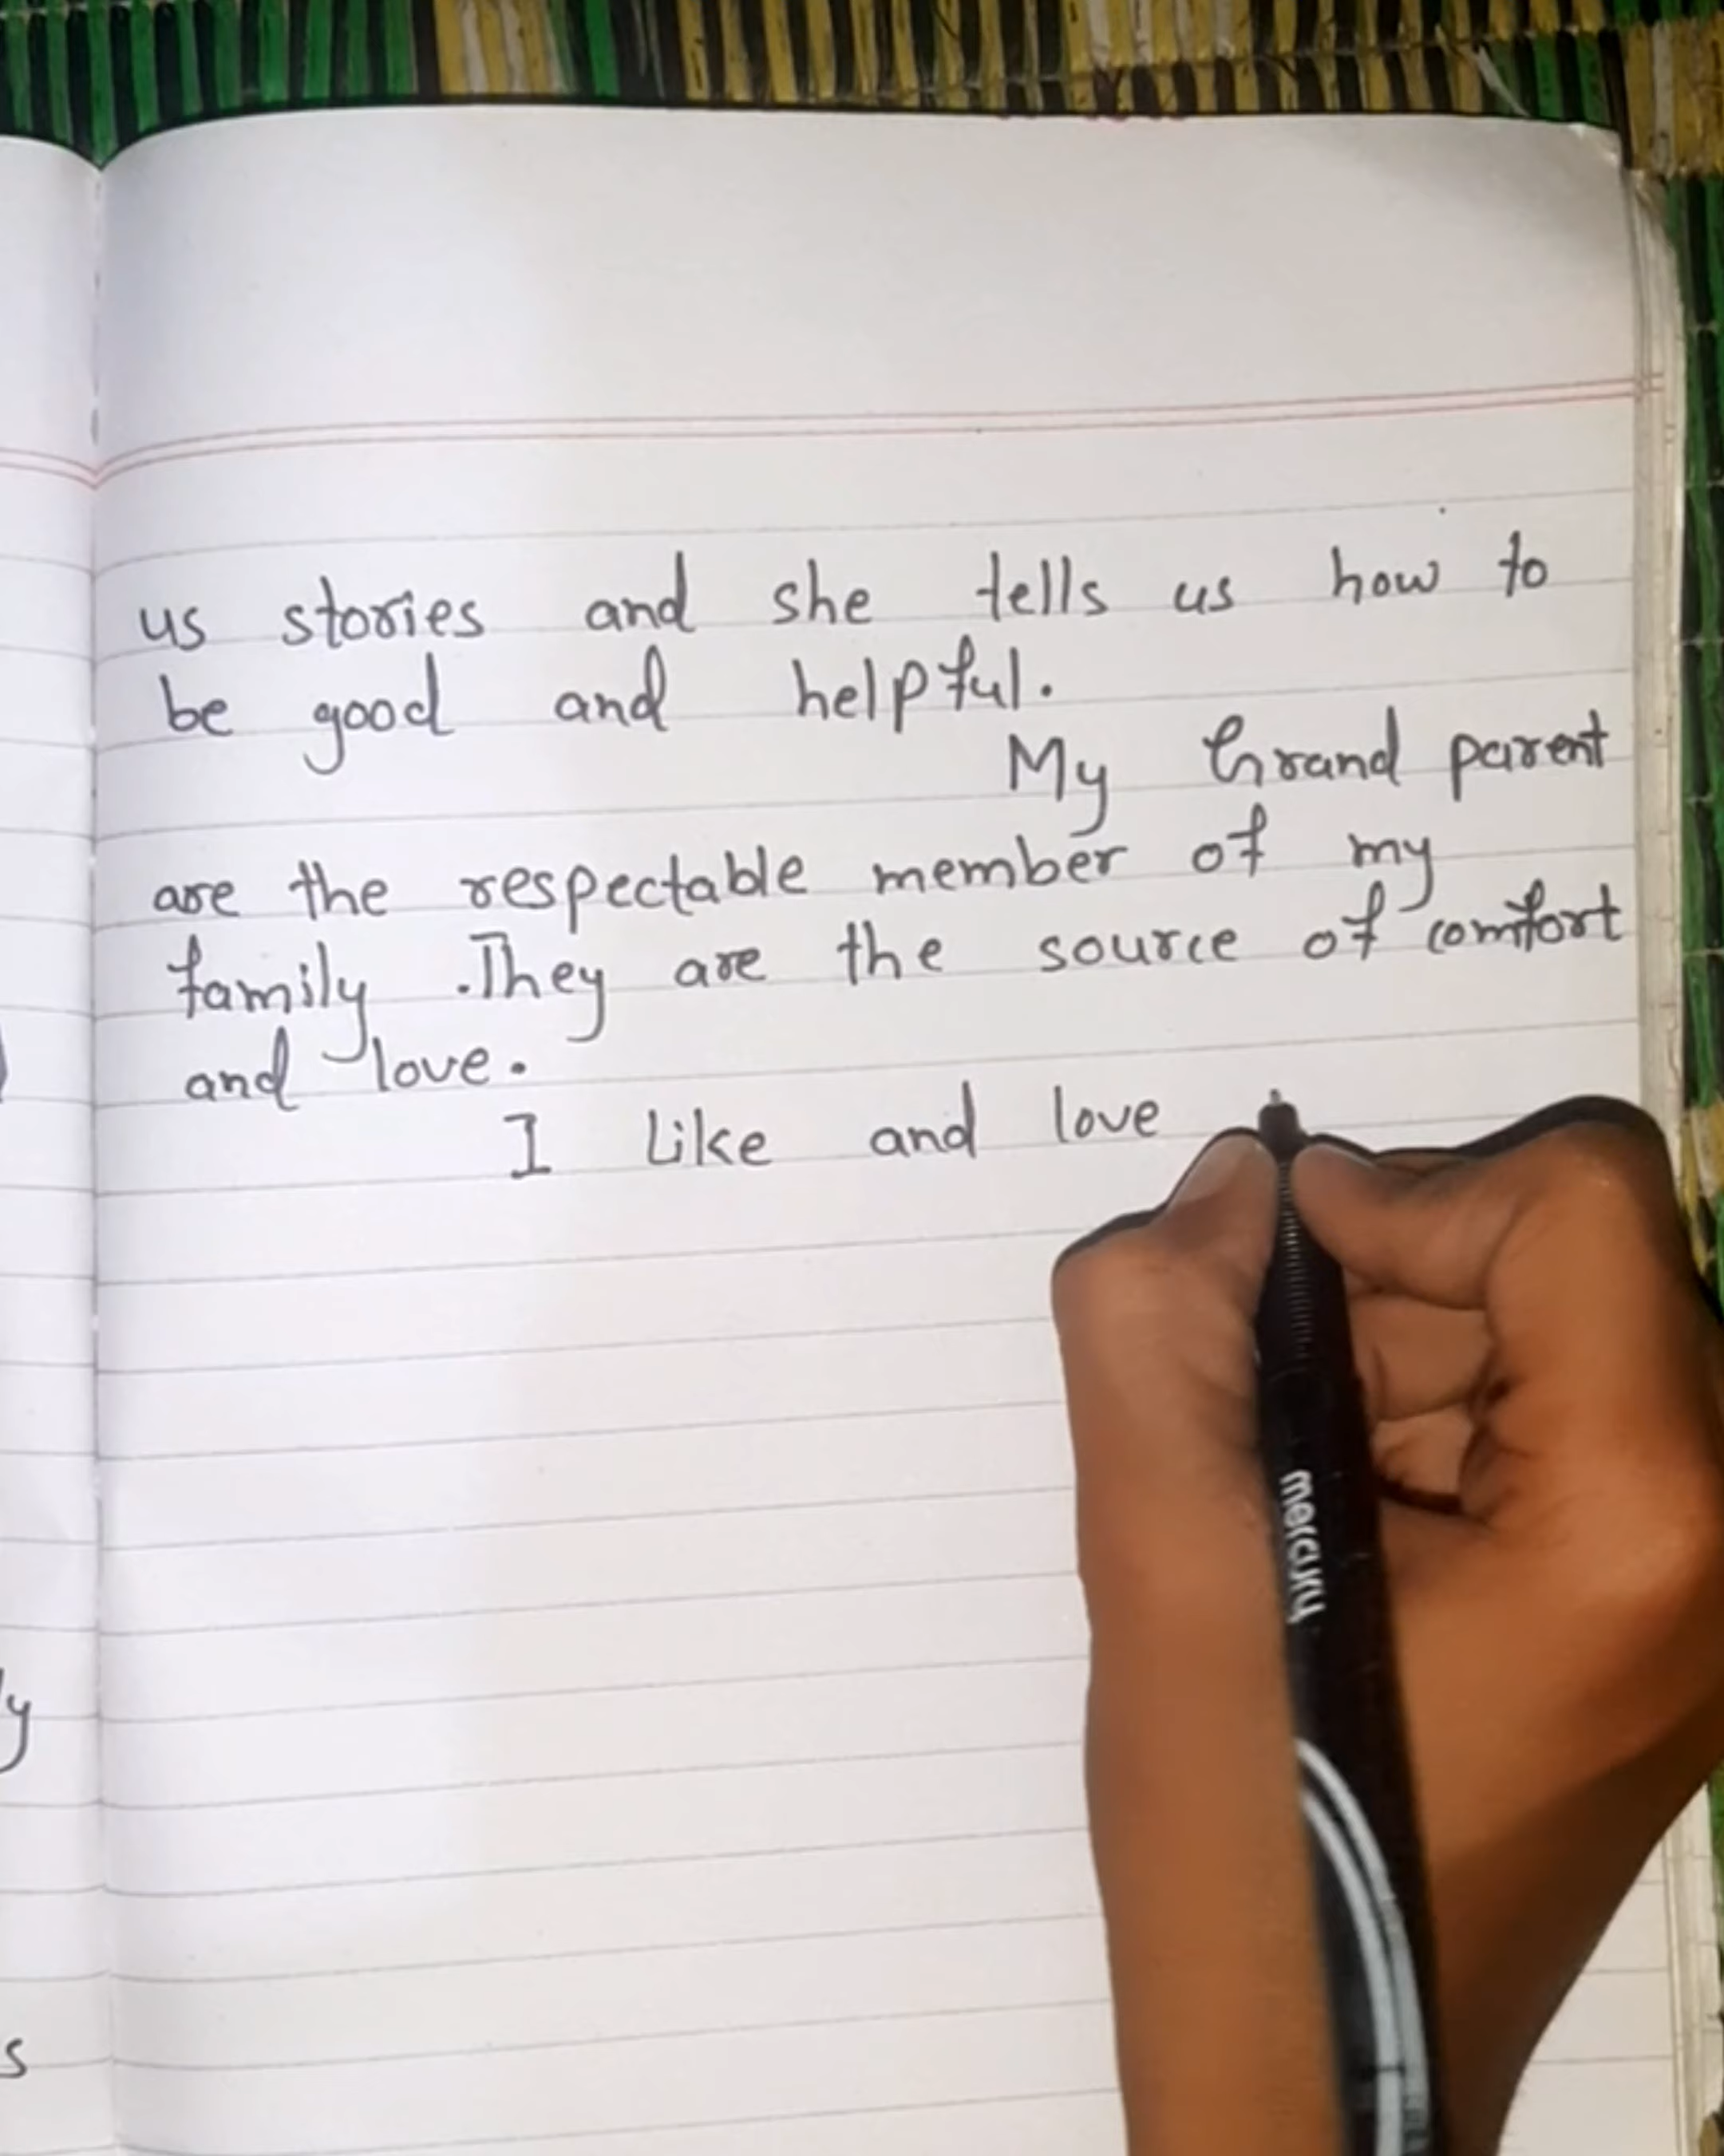 us stories and she tells us how to
be good and helpful.
My Grand parent
are the respectable member of my
family .They are the source of comfort
and love.
I Like and love
mercury
y
s